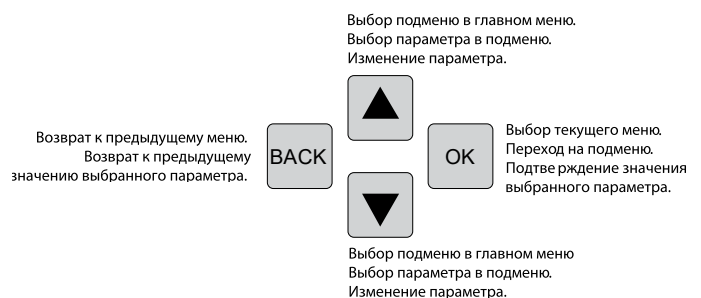 Выбор подменю в главном меню.
Выбор параметра в подменю.
Изменение параметра.
Возврат к предыдущему меню.
Возврат к предыдущему
значению выбранного параметра.
BACK
OK
Выбор текущего меню.
Переход на подменю.
Подтве рждение значения
выбранного параметра.
Выбор подменю в главном меню
Выбор параметра в подменю.
Изменение параметра.